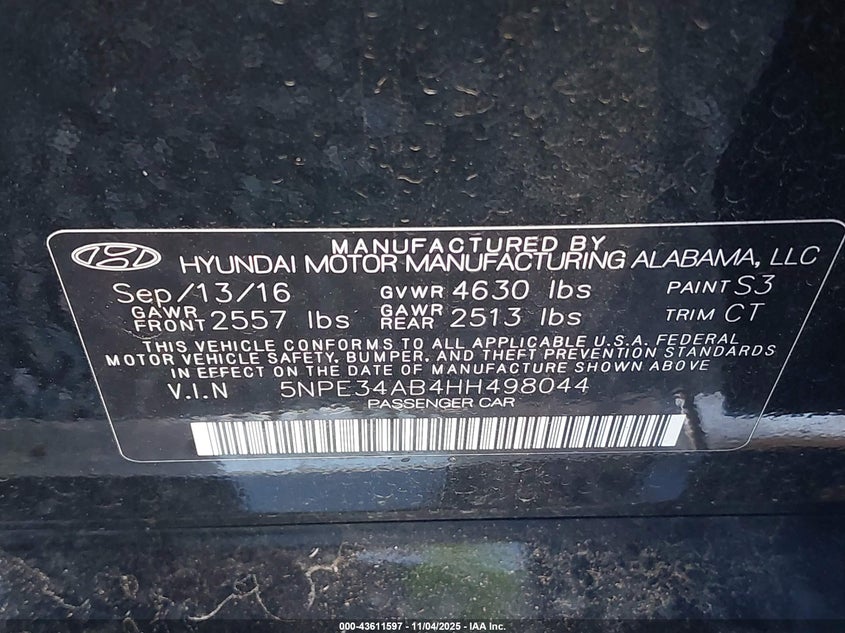 MANUFACTURED BY
HYUNDAI MOTOR MANUFACTURING ALABAMA, LLC
Sep/13/16 GVWR 4630 lbs PAINT S3
GAWR FRONT 2557 lbs GAWR REAR 2513 lbs TRIM CT
THIS VEHICLE CONFORMS TO ALL APPLICABLE U.S.A. FEDERAL
MOTOR VEHICLE SAFETY, BUMPER, AND THEFT PREVENTION STANDARDS
IN EFFECT ON THE DATE OF MANUFACTURE SHOWN ABOVE
V.I.N 5NPE34AB4HH498044
PASSENGER CAR
000-43611597 - 11/04/2025 - IAA Inc.